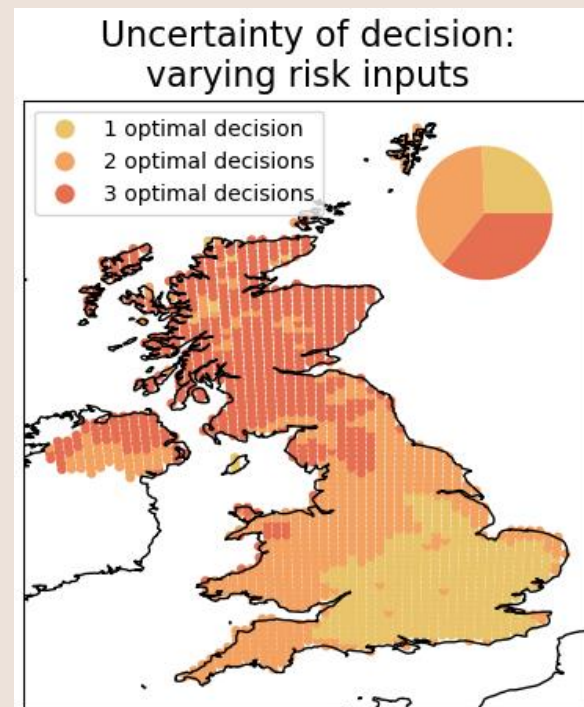 Uncertainty of decision:
varying risk inputs
1 optimal decision
2 optimal decisions
3 optimal decisions